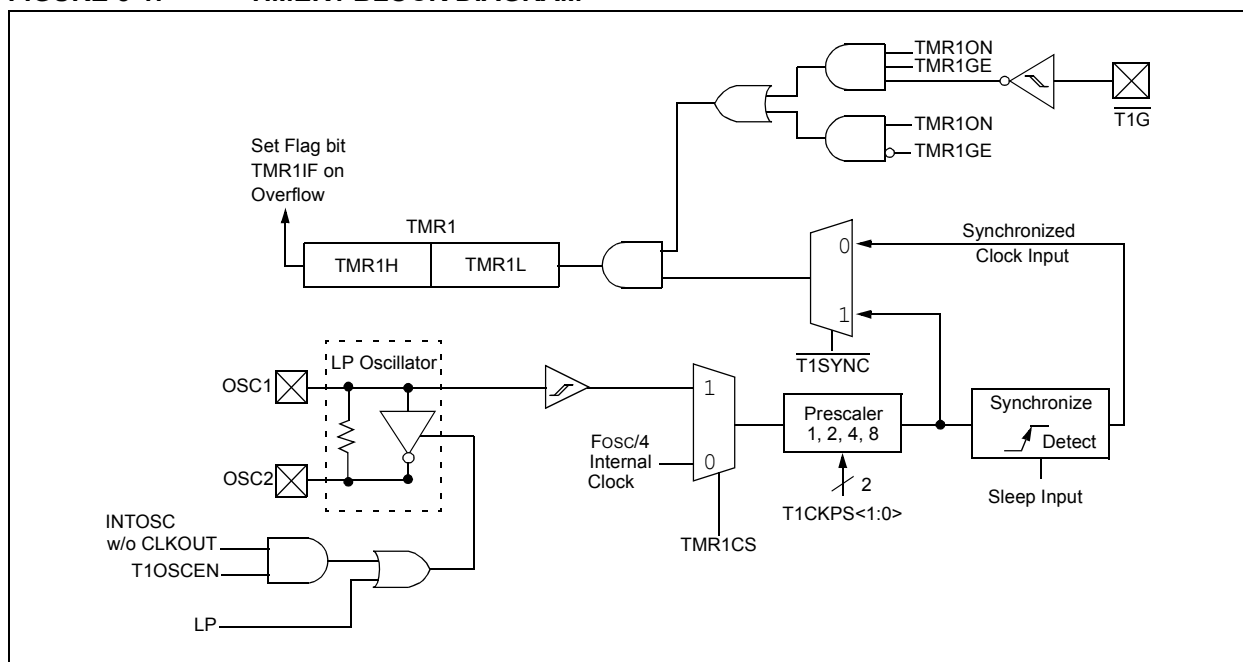 TMR1ON
TMR1GE
T1G
TMR1ON
TMR1GE
Set Flag bit
TMR1IF on
Overflow
TMR1
TMR1H
TMR1L
0
1
Synchronized
Clock Input
T1SYNC
LP Oscillator
OSC1
OSC2
1
0
FOSC/4
Internal
Clock
TMR1CS
Prescaler
1, 2, 4, 8
2
T1CKPS<1:0>
Synchronize
Detect
Sleep Input
INTOSC
w/o CLKOUT
T1OSCEN
LP